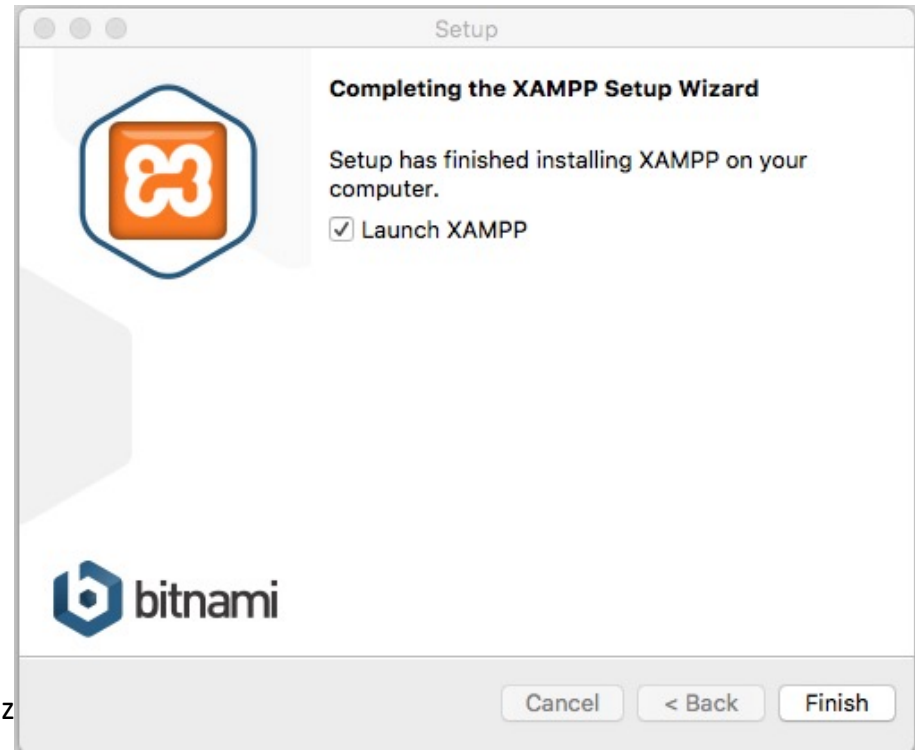 Setup
Completing the XAMPP Setup Wizard
Setup has finished installing XAMPP on your
computer.
Launch XAMPP
bitnami
z
Cancel
< Back
Finish